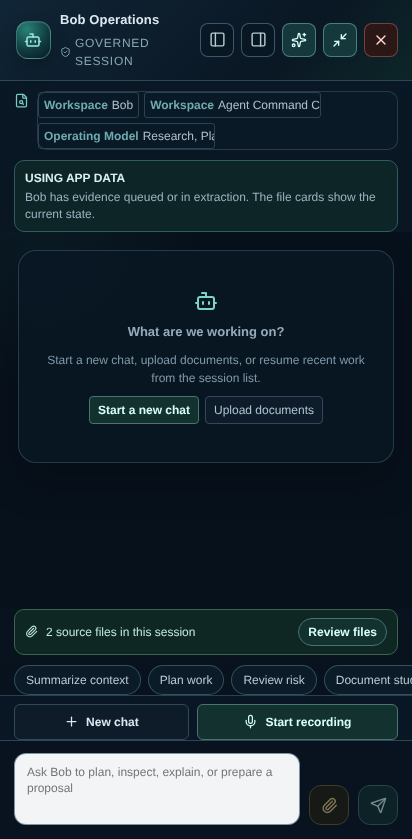 Bob Operations
GOVERNED
SESSION
Workspace Bob
Workspace Agent Command C
Operating Model Research, Pla
USING APP DATA
Bob has evidence queued or in extraction. The file cards show the
current state.
What are we working on?
Start a new chat, upload documents, or resume recent work
from the session list.
Start a new chat
Upload documents
2 source files in this session
Review files
Summarize context
Plan work
Review risk
Document stud
New chat
Start recording
Ask Bob to plan, inspect, explain, or prepare a
proposal